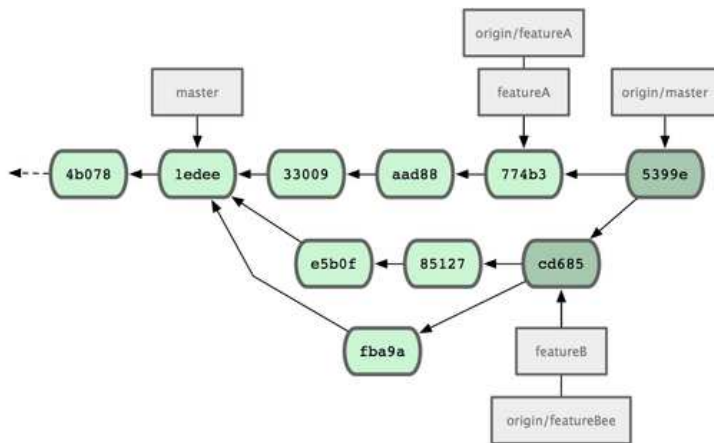 origin/featureA
master
featureA
origin/master
4b078
1edee
33009
aad88
774b3
5399e
e5b0f
85127
cd685
fba9a
featureB
origin/featureBee